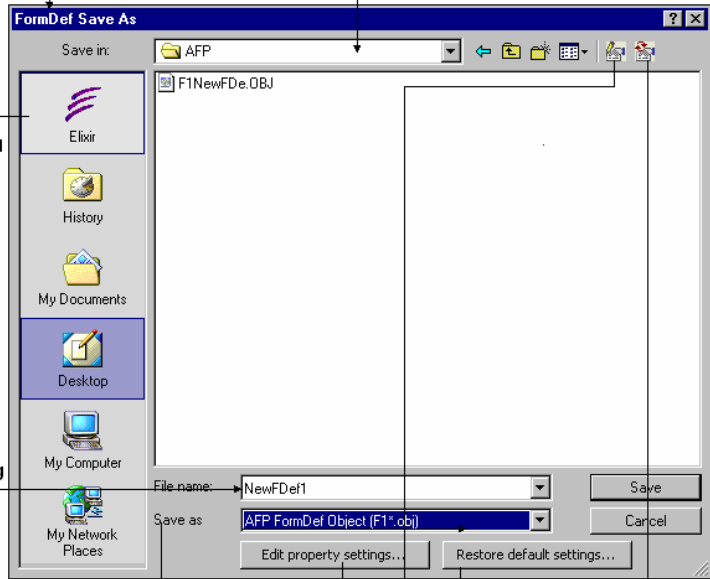 FormDef Save As
Save in:
AFP
F1NewFDe.OBJ
Elixir
History
My Documents
Desktop
My Computer
My Network
Places
File name:
NewFDef1
Save
Save as
AFP FormDef Object (F1*.obj)
Cancel
Edit property settings...
Restore default settings...